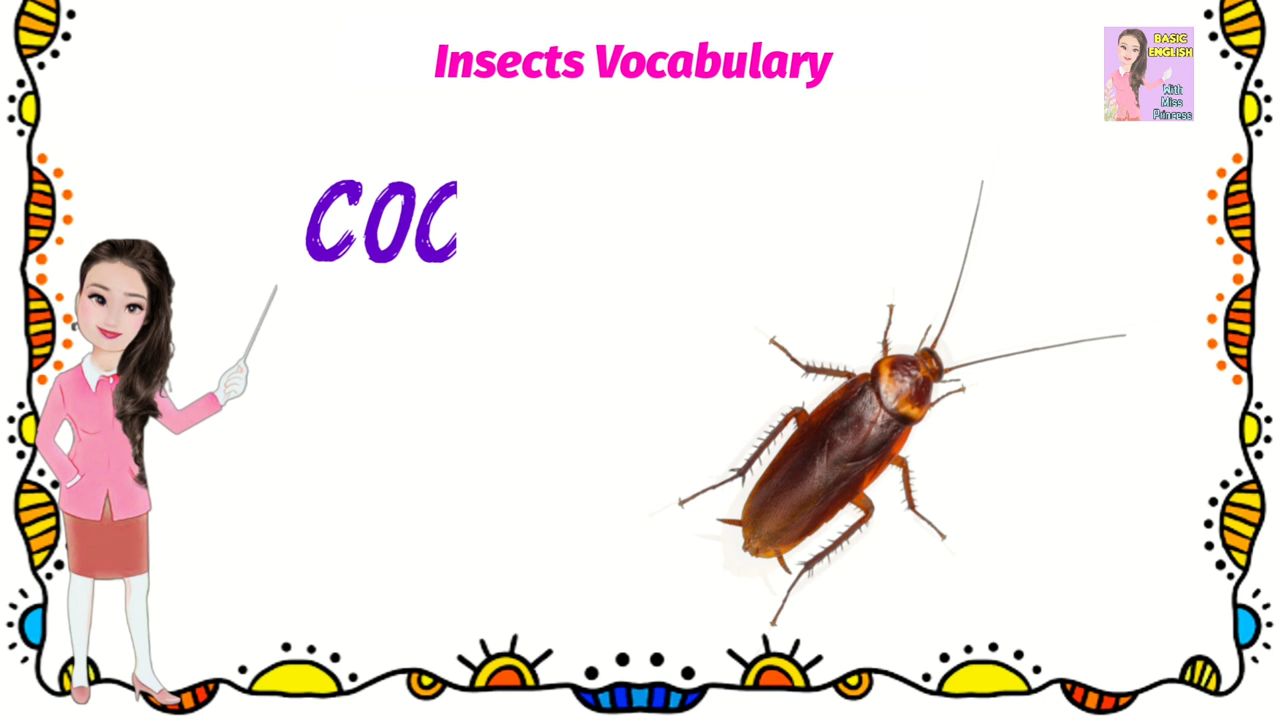 Insects Vocabulary
BASIC
ENGLISH
With
Miss
Princess
COC